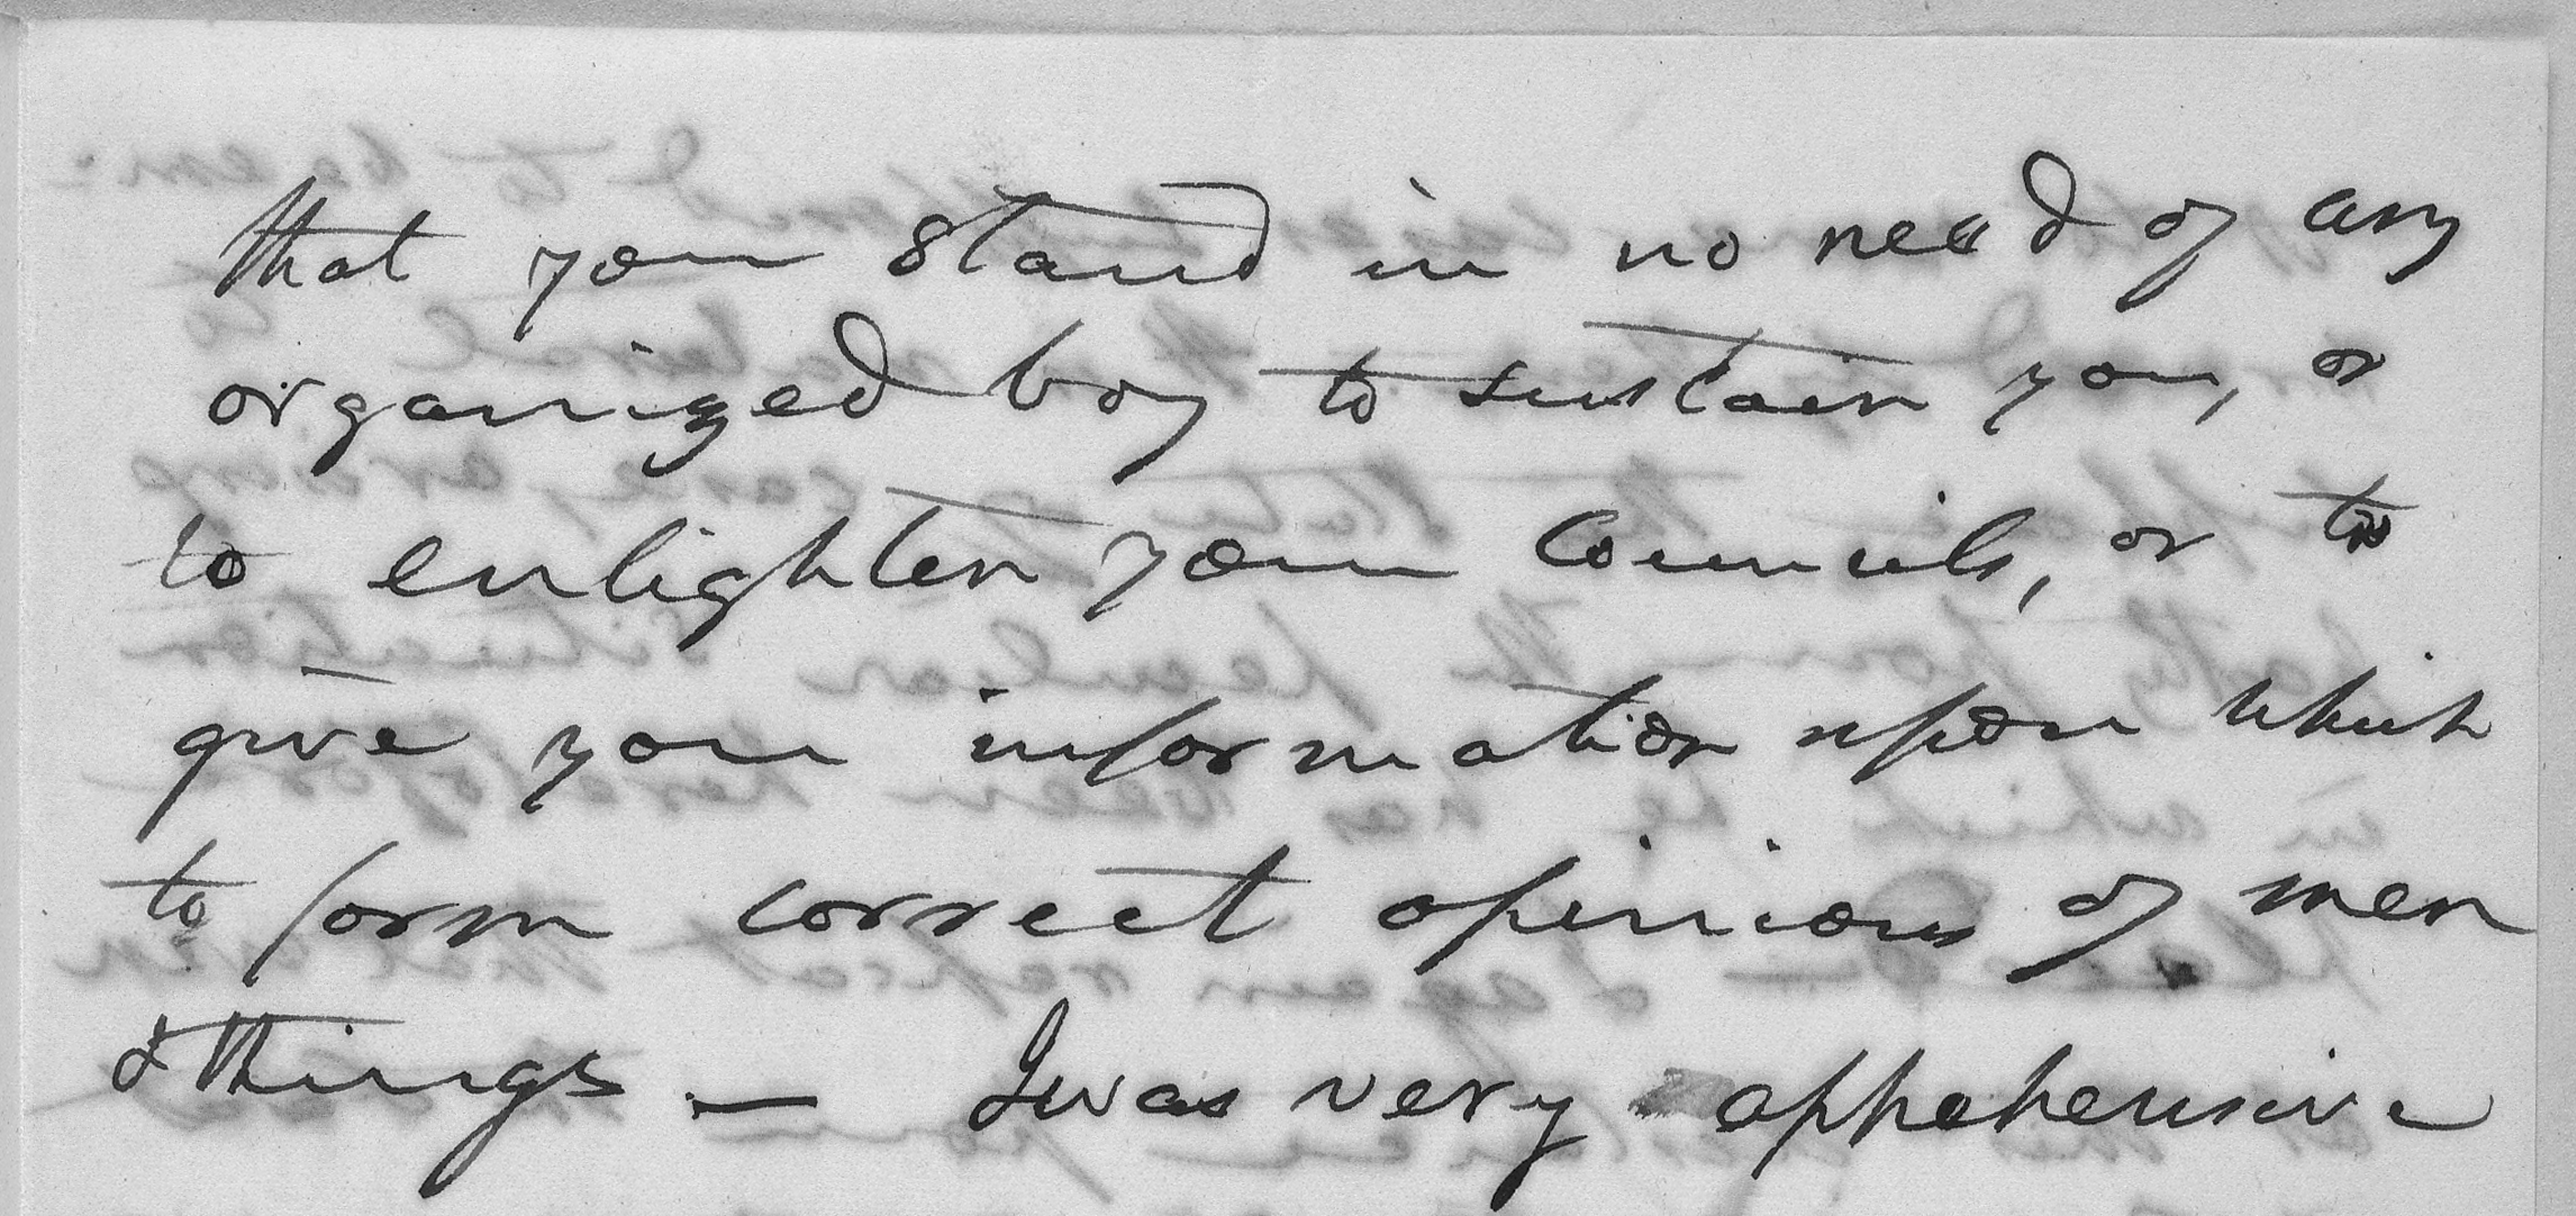 that you stand in no need of any
organized boy to sustain you, or
to enlighten your Councils, or to
give you information upon which
to form correct opinions of men
& things — I was very apprehensive